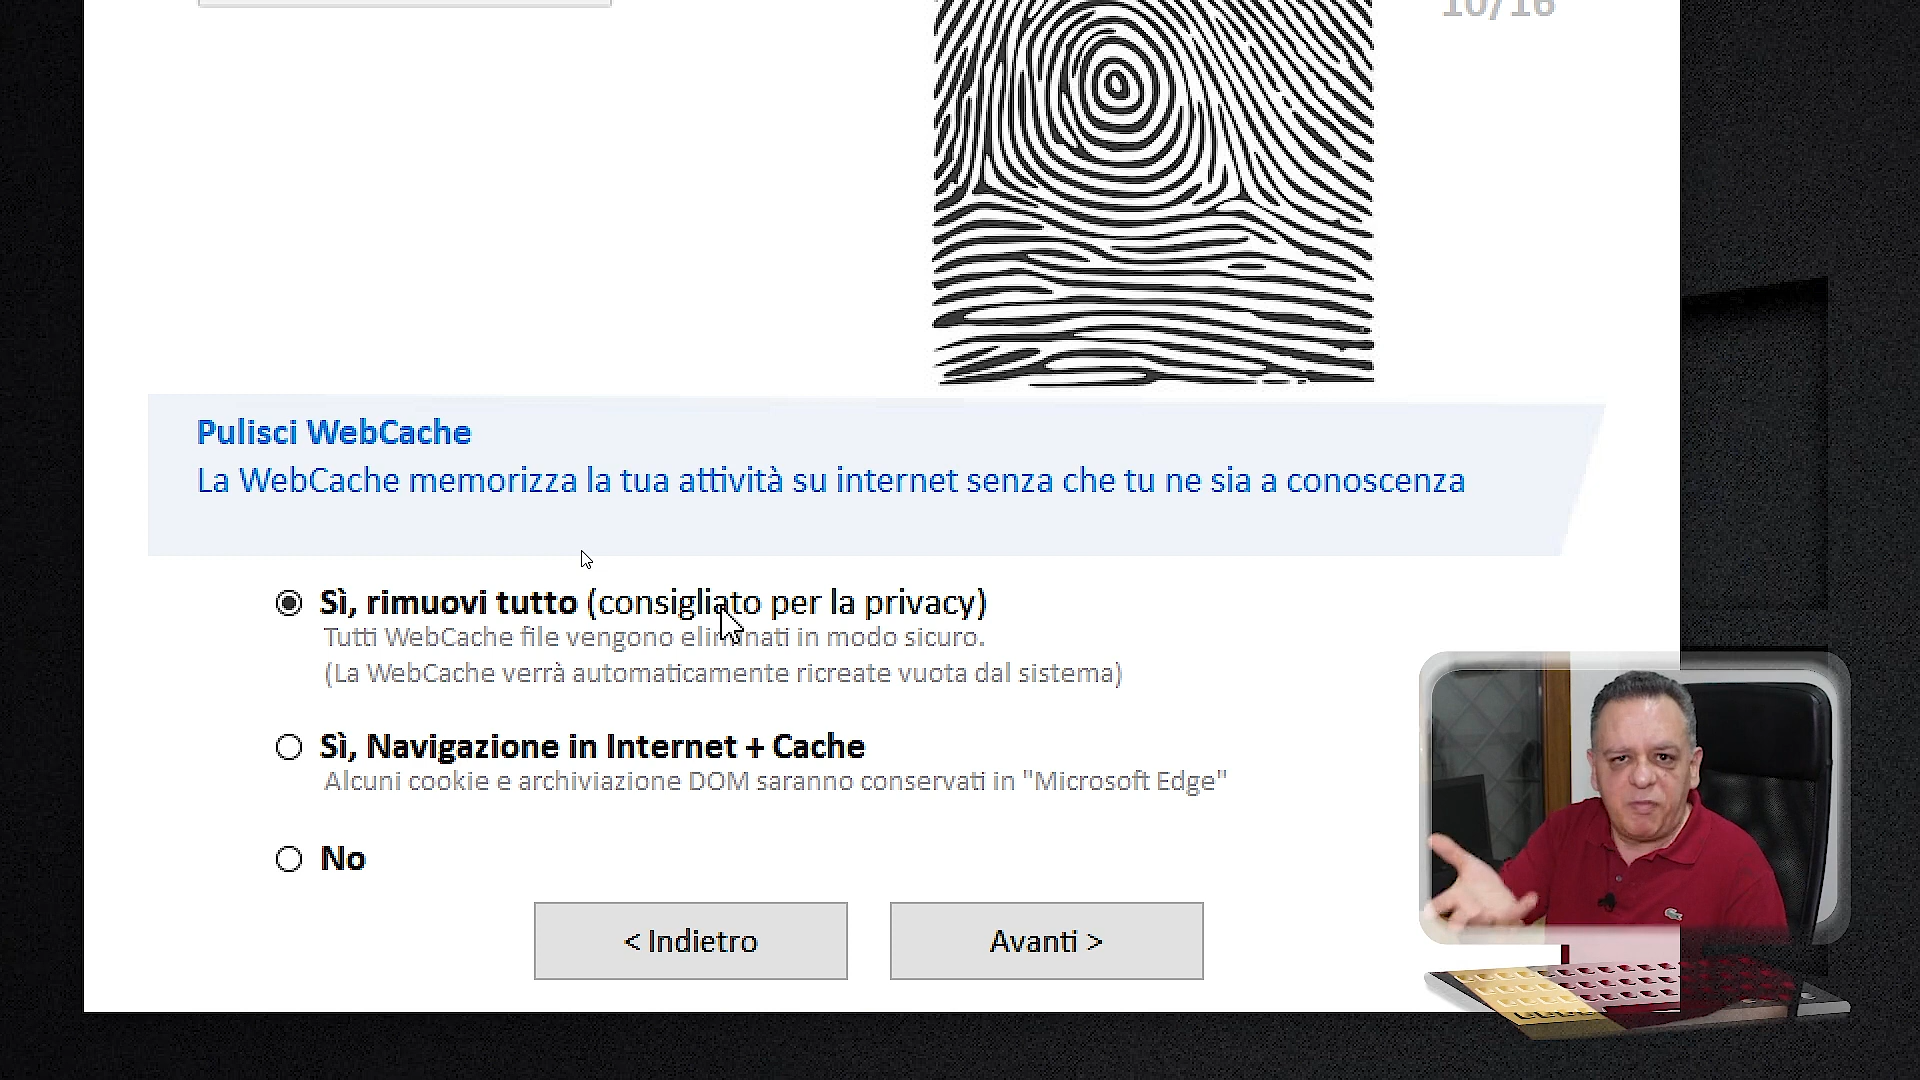 10/16
Pulisci WebCache
La WebCache memorizza la tua attività su internet senza che tu ne sia a conoscenza
Sì, rimuovi tutto (consigliato per la privacy)
Tutti WebCache file vengono eliminati in modo sicuro.
(La WebCache verrà automaticamente ricreate vuota dal sistema)
Sì, Navigazione in Internet + Cache
Alcuni cookie e archiviazione DOM saranno conservati in "Microsoft Edge"
No
< Indietro
Avanti >